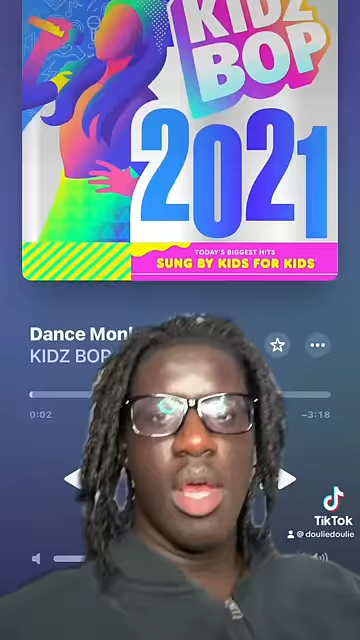 KIDZ
BOP
2021
TODAY'S BIGGEST HITS
SUNG BY KIDS FOR KIDS
KIDZ BOP
0:02
-3:18
TikTok
@douliedoulie